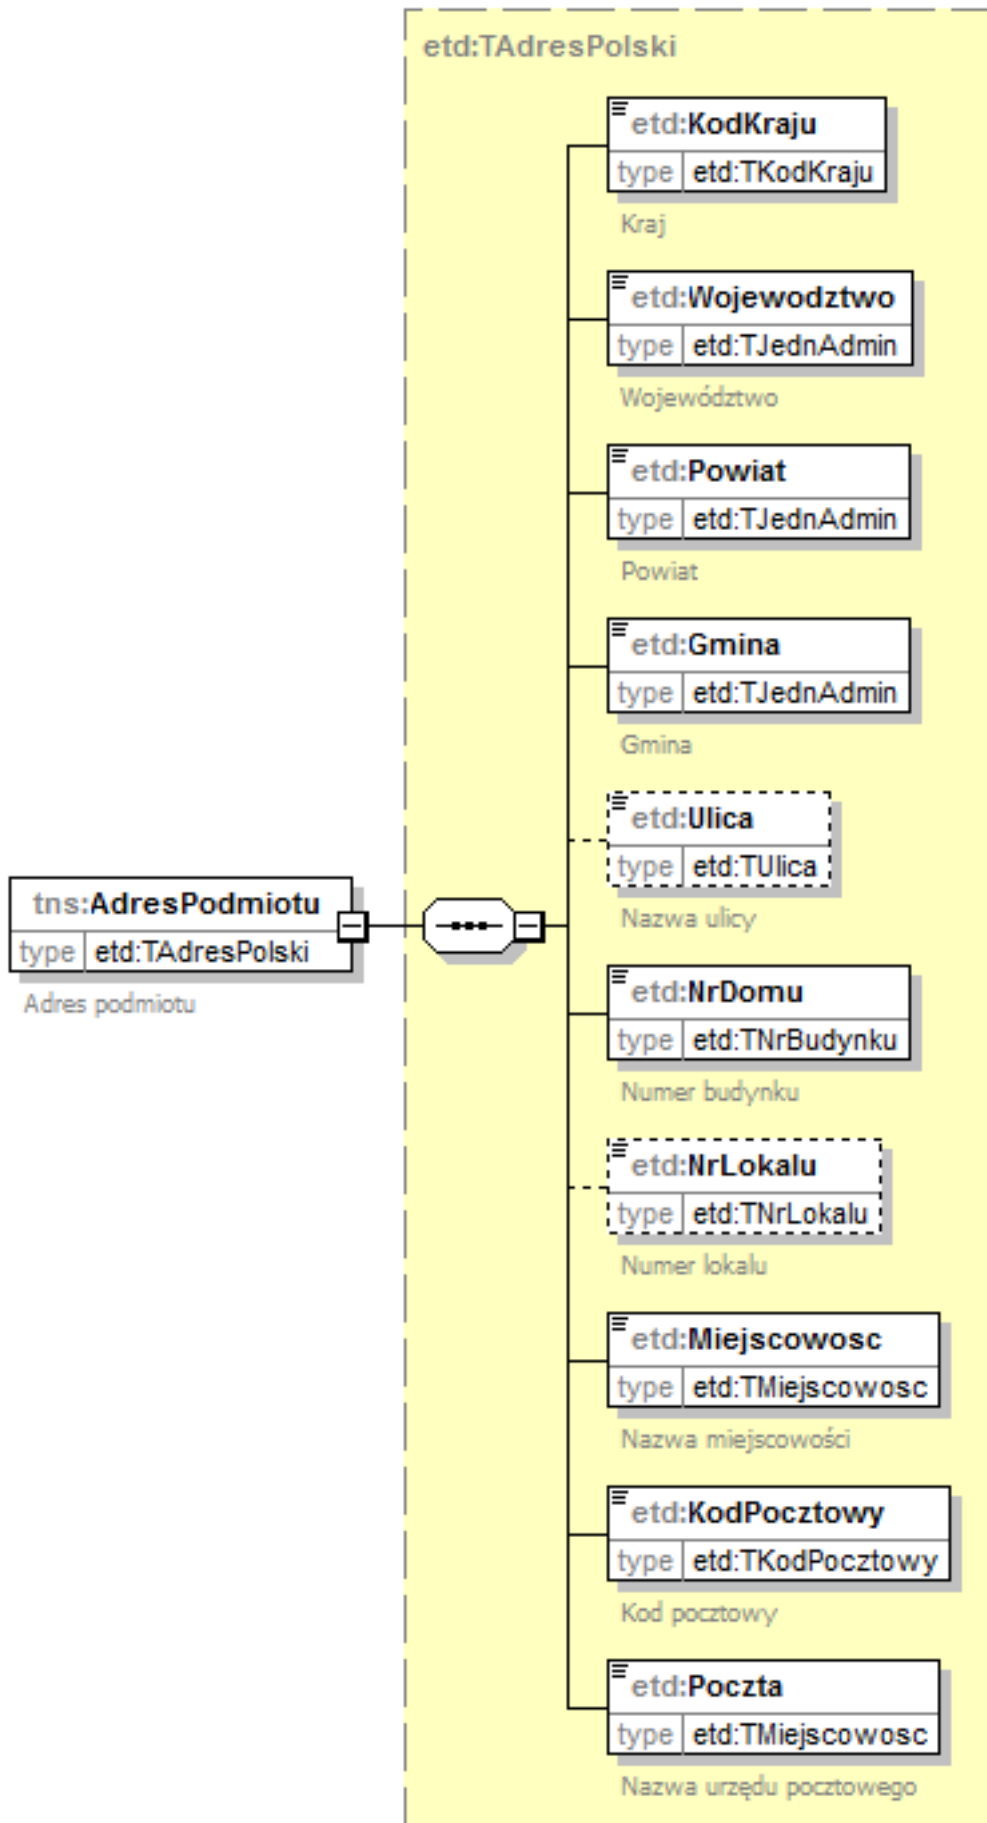 etd:TAdresPolski
etd:KodKraju
type etd:TKodKraju
Kraj
etd:Wojewodztwo
type etd:TJednAdmin
Województwo
etd:Powiat
type etd:TJednAdmin
Powiat
etd:Gmina
type etd:TJednAdmin
Gmina
etd:Ulica
type etd:TUlica
Nazwa ulicy
tns:AdresPodmiotu
type etd:TAdresPolski
Adres podmiotu
etd:NrDomu
type etd:TNrBudynku
Numer budynku
etd:NrLokalu
type etd:TNrLokalu
Numer lokalu
etd:Miejscowosc
type etd:TMiejscowosc
Nazwa miejscowości
etd:KodPocztowy
type etd:TKodPocztowy
Kod pocztowy
etd:Poczta
type etd:TMiejscowosc
Nazwa urzędu pocztowego